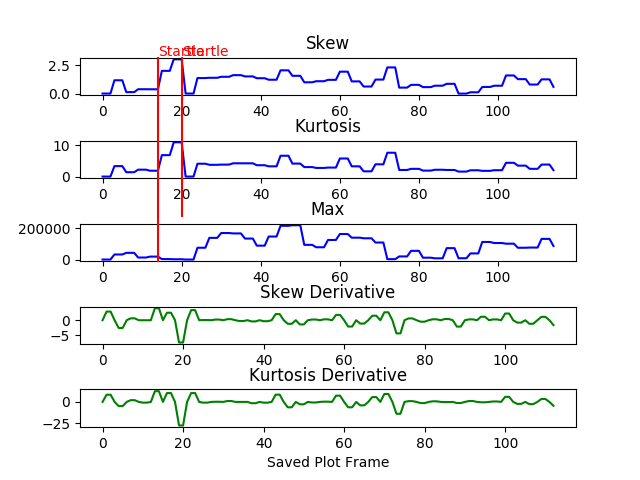 Startle Startle
Skew
2.5
0.0
0 20 40 60 80 100
Kurtosis
10
0
0 20 40 60 80 100
Max
200000
0
0 20 40 60 80 100
Skew Derivative
0
−5
0 20 40 60 80 100
Kurtosis Derivative
0
−25
0 20 40 60 80 100
Saved Plot Frame